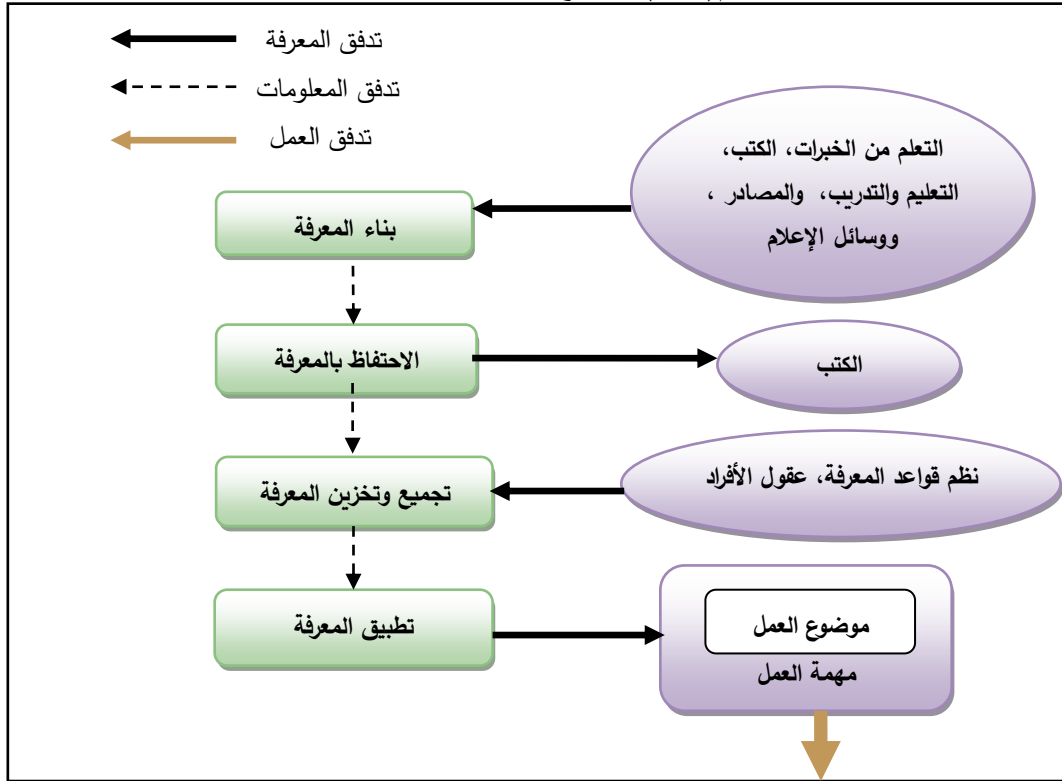 تدفق المعرفة
تدفق المعلومات
تدفق العمل
التعلم من الخبرات، الكتب،
التعليم والتدريب، والمصادر ،
ووسائل الإعلام
بناء المعرفة
الاحتفاظ بالمعرفة
الكتب
نظم قواعد المعرفة، عقول الأفراد
تجميع وتخزين المعرفة
تطبيق المعرفة
موضوع العمل
مهمة العمل